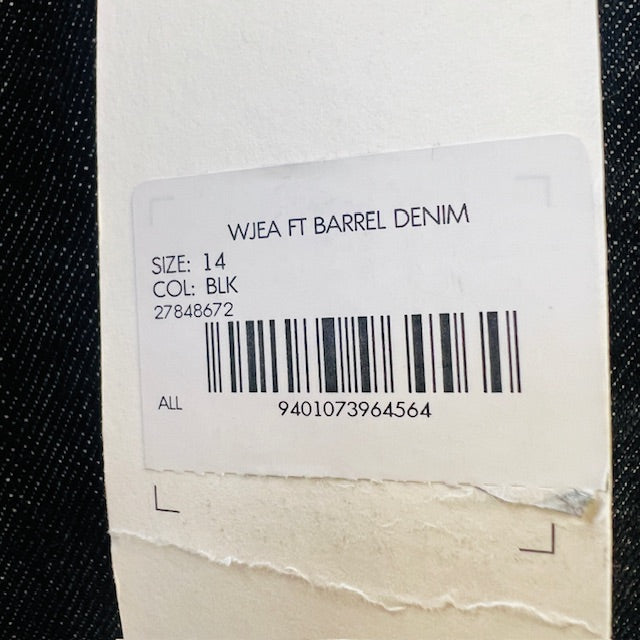 WJEA FT BARREL DENIM
SIZE: 14
COL: BLK
27848672
ALL
9401073964564